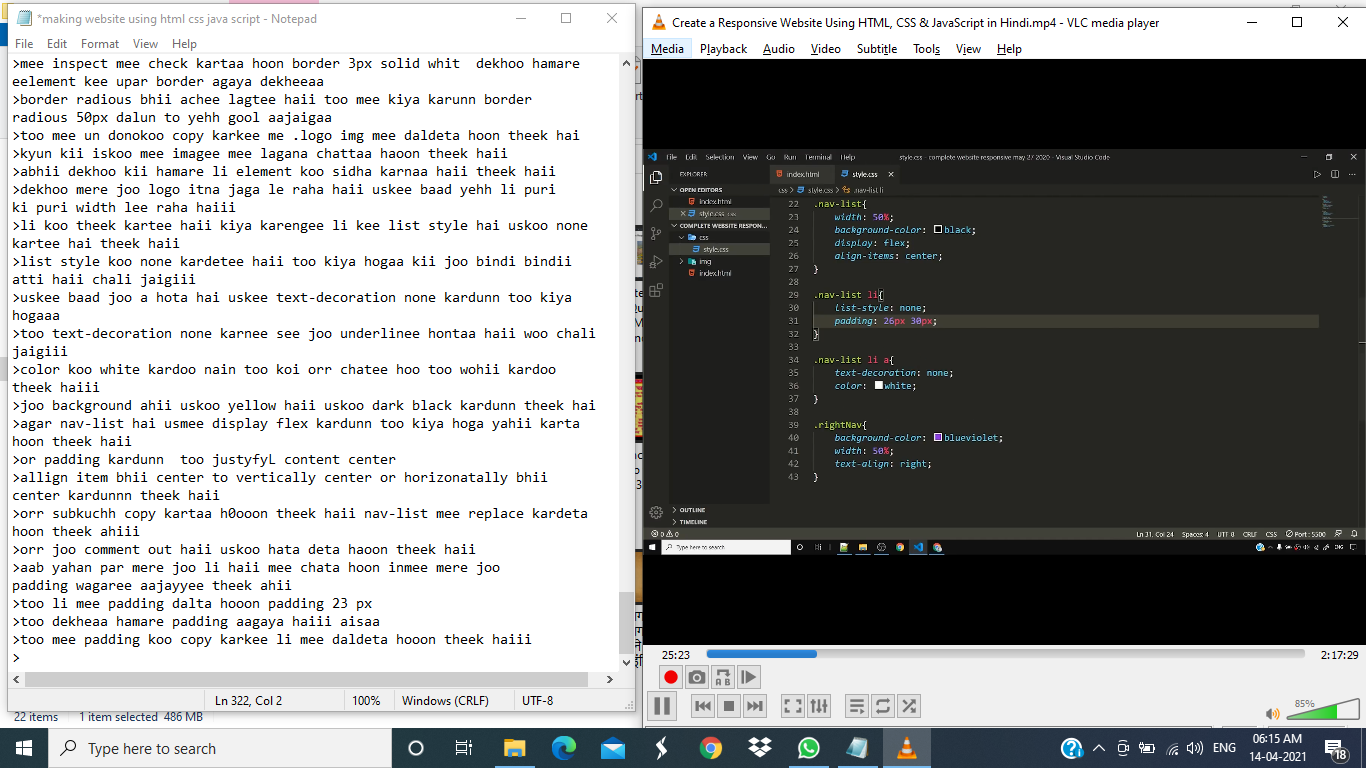 *making website using html css java script - Notepad
File Edit Format View Help
>mee inspect mee check kartaa hoon border 3px solid whit  dekhoo hamare
eelement kee upar border agaya dekheeaa
>border radious bhii achee lagtee haii too mee kiya karunn border
radious 50px dalun to yehh gool aajaigaa
>too mee un donokoo copy karkee me .logo img mee daldeta hoon theek hai
>kyun kii iskoo mee imagee mee lagana chattaa haoon theek haii
>abhii dekhoo kii hamare li element koo sidha karnaa haii theek haii
>dekhoo mere joo logo itna jaga le raha haii uskee baad yehh li puri
ki puri width lee raha haiii
>li koo theek kartee haii kiya karengee li kee list style hai uskoo none
kartee hai theek haii
>list style koo none kardetee haii too kiya hogaa kii joo bindi bindii
atti haii chali jaigiii
>uskee baad joo a hota hai uskee text-decoration none kardunn too kiya
hogaaa
>too text-decoration none karnee see joo underlinee hontaa haii woo chali
jaigiii
>color koo white kardoo nain too koi orr chatee hoo too wohii kardoo
theek haiii
>joo background ahii uskoo yellow haii uskoo dark black kardunn theek hai
>agar nav-list hai usmee display flex kardunn too kiya hoga yahii karta
hoon theek haii
>or padding kardunn  too justyfyL content center
>allign item bhii center to vertically center or horizonatally bhii
center kardunnn theek haii
>orr subkuchh copy kartaa h0ooon theek haii nav-list mee replace kardeta
hoon theek ahiii
>orr joo comment out haii uskoo hata deta haoon theek haii
>aab yahan par mere joo li haii mee chata hoon inmee mere joo
padding wagaree aajayyee theek ahii
>too li mee padding dalta hooon padding 23 px
>too dekheaa hamare padding aagaya haiii aisaa
>too mee padding koo copy karkee li mee daldeta hooon theek haiii
>
Ln 322, Col 2 100% Windows (CRLF) UTF-8
22 items 1 item selected 486 MB
Create a Responsive Website Using HTML, CSS & JavaScript in Hindi.mp4 - VLC media player
Media Playback Audio Video Subtitle Tools View Help
File Edit Selection View Go Run Terminal Help style.css - complete website responsive may 27 2020 - Visual Studio Code
EXPLORER
OPEN EDITORS
index.html
style.css css
COMPLETE WEBSITE RESPON...
css
style.css
img
index.html
OUTLINE
TIMELINE
index.html style.css
css > style.css > .nav-list li
22 .nav-list{
23 width: 50%;
24 background-color: black;
25 display: flex;
26 align-items: center;
27 }
28
29 .nav-list li{
30 list-style: none;
31 padding: 26px 30px;
32 }
33
34 .nav-list li a{
35 text-decoration: none;
36 color: white;
37 }
38
39 .rightNav{
40 background-color: blueviolet;
41 width: 50%;
42 text-align: right;
43 }
0 0 Ln 31, Col 24 Spaces: 4 UTF-8 CRLF CSS Port : 5500
Type here to search
ENG
25:23 2:17:29
85%
Type here to search
ENG
06:15 AM
14-04-2021
18